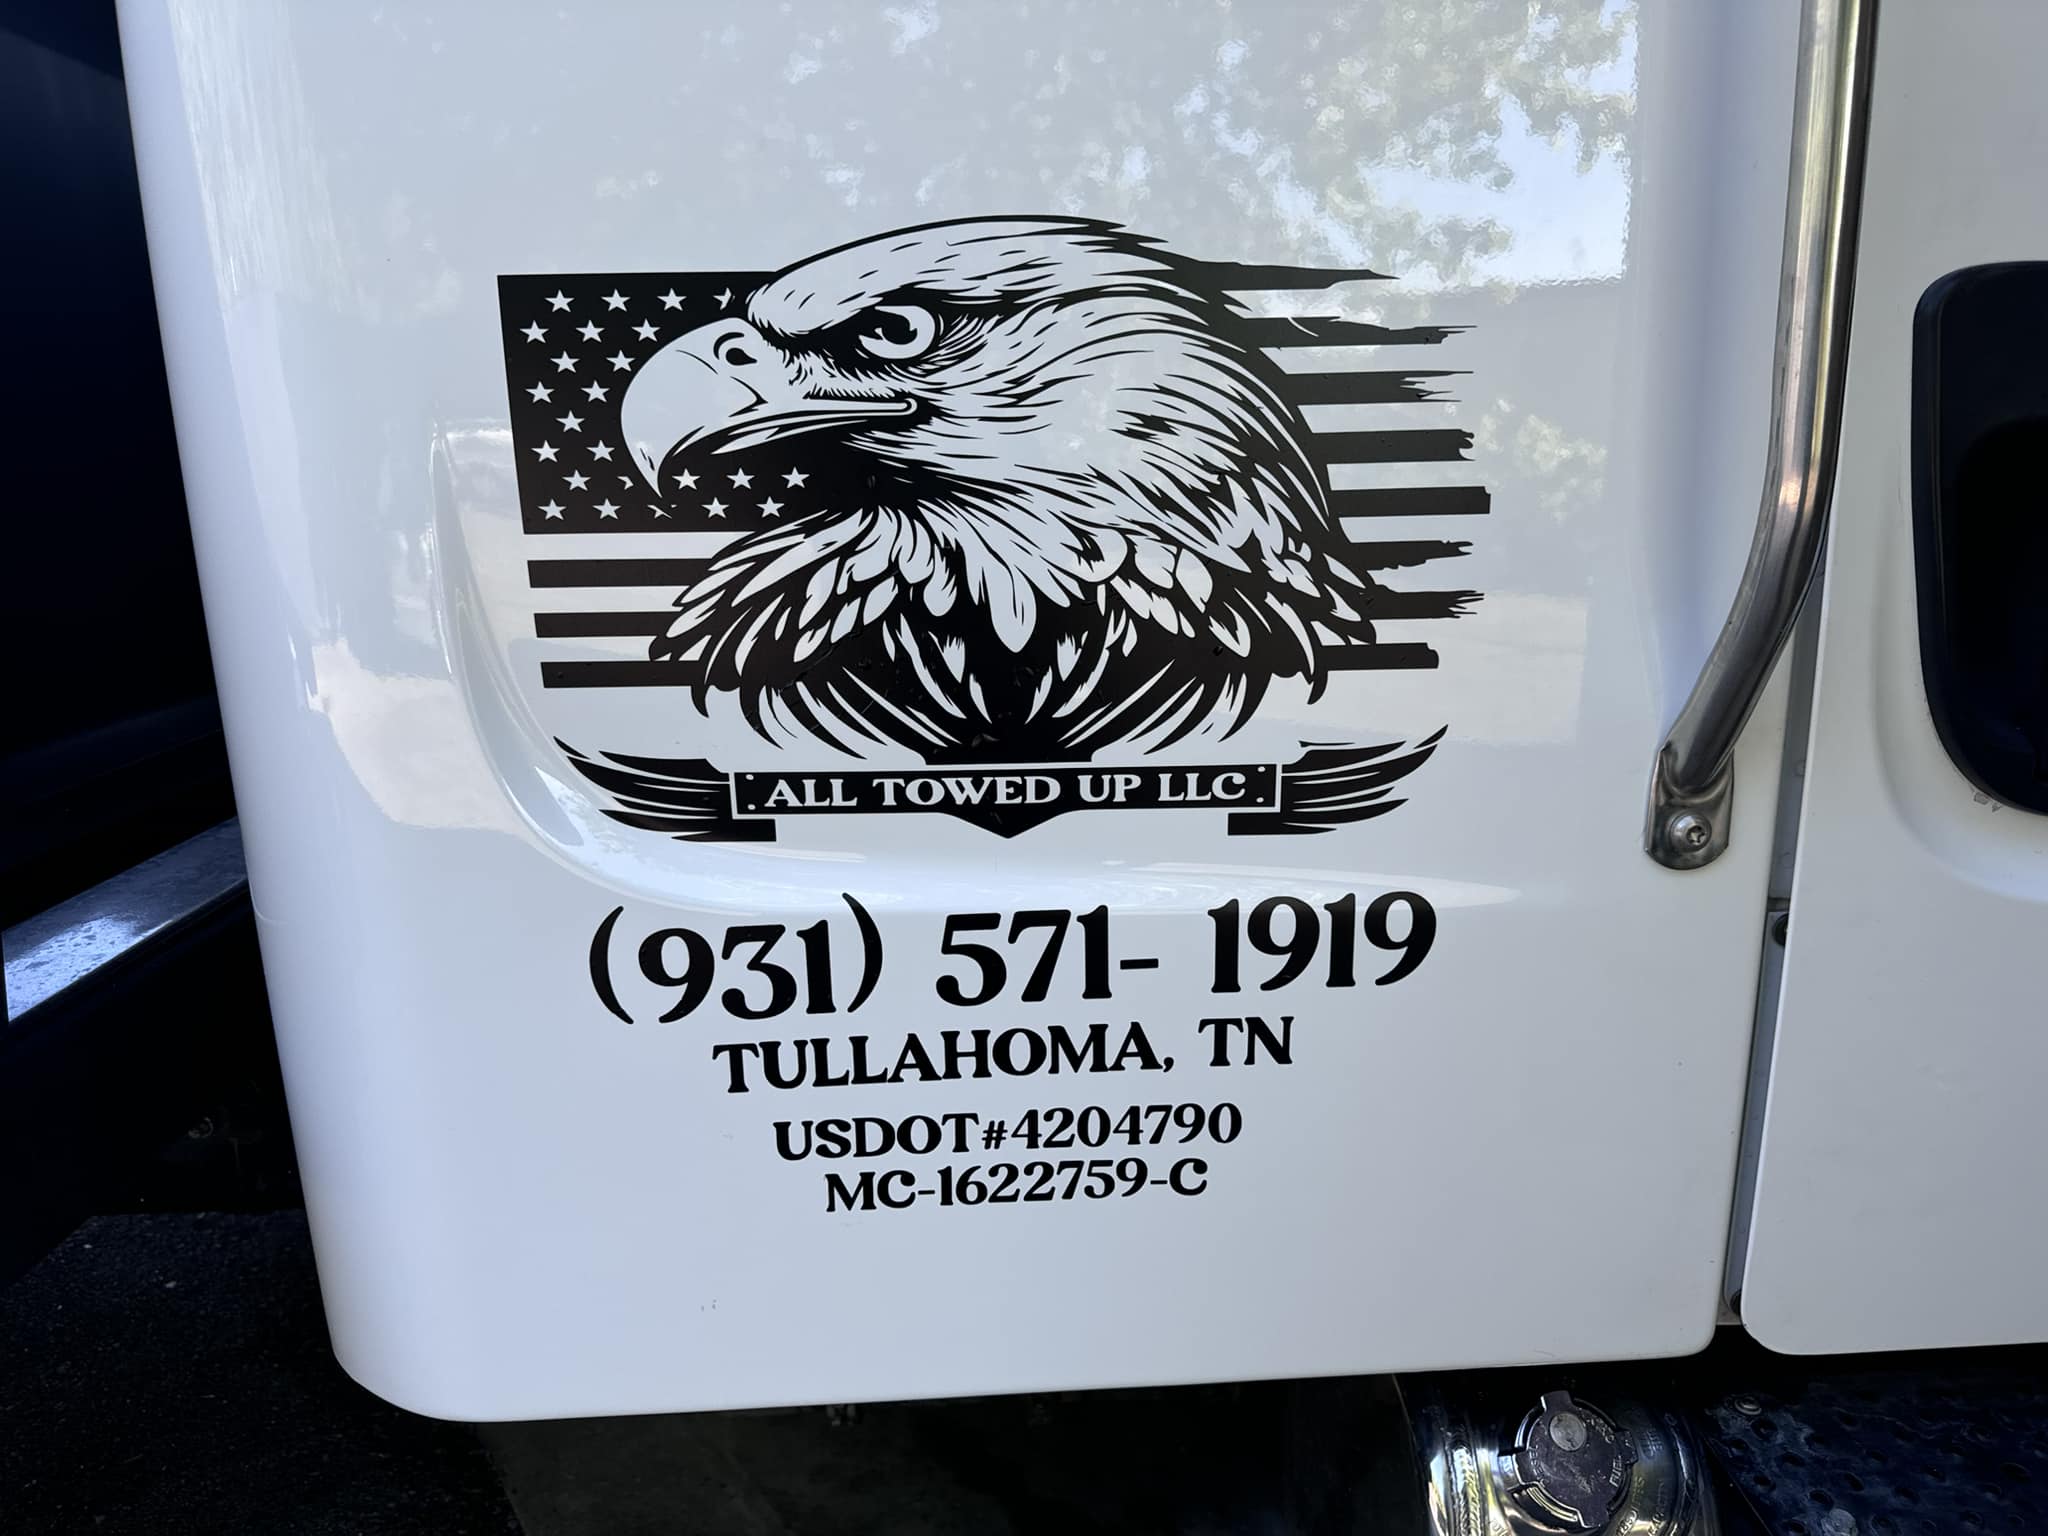 ALL TOWED UP LLC
(931) 571- 1919
TULLAHOMA, TN
USDOT#4204790
MC-1622759-C